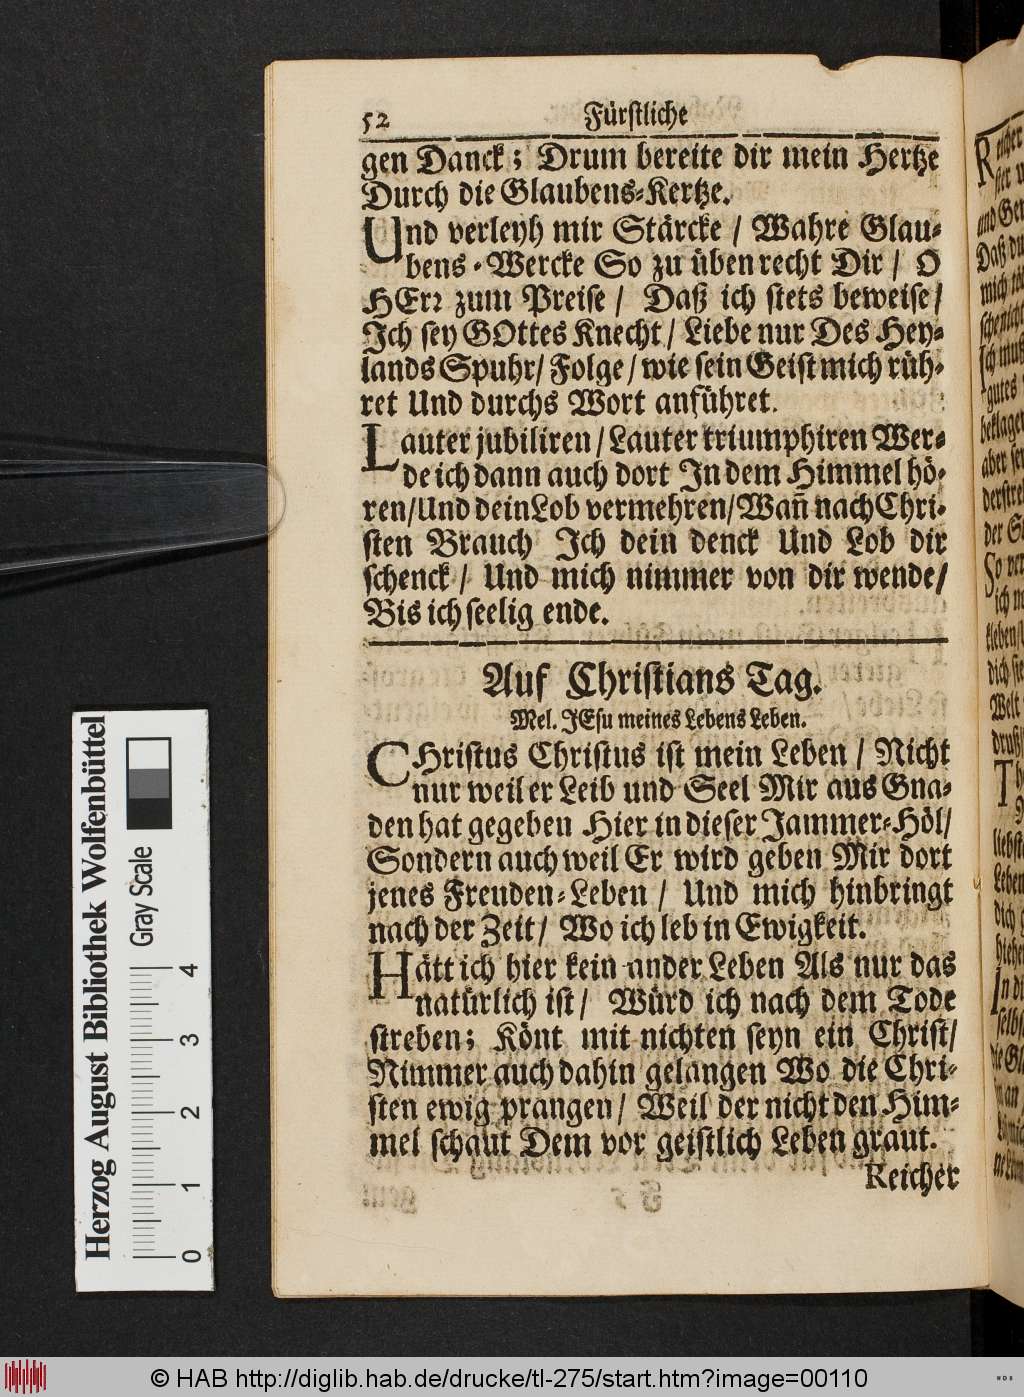 52 Fürstliche
gen Danck; Drum bereite dir mein Hertze
Durch die Glaubens-Kertze.
Und verleyh mir Stärcke / Wahre Glau-
bens-Wercke So zu üben recht Dir / O
HErr zum Preise / Daß ich stets beweise /
Ich sey GOttes Knecht / Liebe nur Des Hey-
lands Spuhr / Folge / wie sein Geist mich rüh-
ret Und durchs Wort anführet.
Lauter jubiliren / Lauter triumphiren Wer-
de ich dann auch dort In dem Himmel hö-
ren / Und dein Lob vermehren / Wañ nach Chri-
sten Brauch Ich dein denck Und Lob dir
schenck / Und mich nimmer von dir wende /
Bis ich seelig ende.
Auf Christians Tag.
Mel. JEsu meines Lebens Leben.
CHristus Christus ist mein Leben / Nicht
nur weil er Leib und Seel Mir aus Gna-
den hat gegeben Hier in dieser Jammer-Höl /
Sondern auch weil Er wird geben Mir dort
jenes Freuden-Leben / Und mich hinbringt
nach der Zeit / Wo ich leb in Ewigkeit.
Hätt ich hier kein ander Leben Als nur das
natürlich ist / Würd ich nach dem Tode
streben; Könt mit nichten seyn ein Christ /
Nimmer auch dahin gelangen Wo die Chri-
sten ewig prangen / Weil der nicht den Him-
mel schaut Dem vor geistlich Leben graut.
Reicher
Herzog August Bibliothek Wolfenbüttel
Gray Scale
0 1 2 3 4
© HAB http://diglib.hab.de/drucke/tl-275/start.htm?image=00110